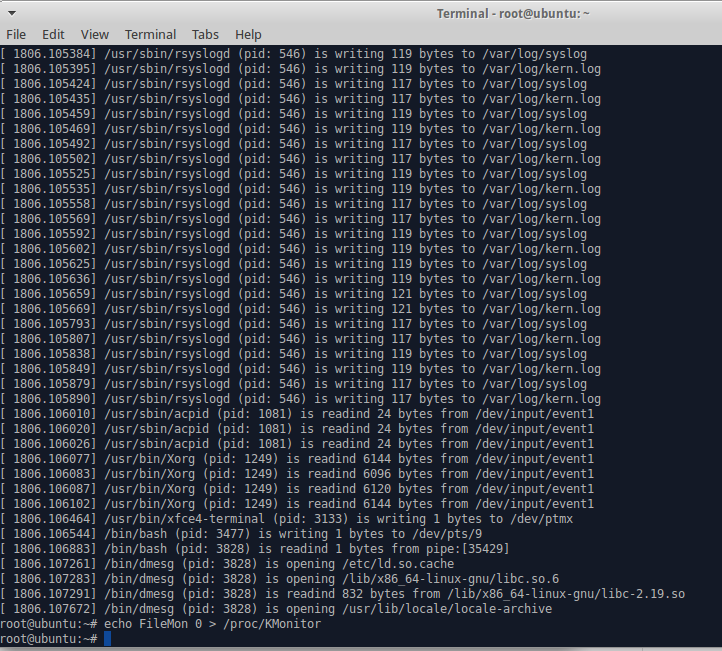 Terminal - root@ubuntu: ~
File Edit View Terminal Tabs Help
[ 1806.105384] /usr/sbin/rsyslogd (pid: 546) is writing 119 bytes to /var/log/syslog
[ 1806.105395] /usr/sbin/rsyslogd (pid: 546) is writing 119 bytes to /var/log/kern.log
[ 1806.105424] /usr/sbin/rsyslogd (pid: 546) is writing 117 bytes to /var/log/syslog
[ 1806.105435] /usr/sbin/rsyslogd (pid: 546) is writing 117 bytes to /var/log/kern.log
[ 1806.105459] /usr/sbin/rsyslogd (pid: 546) is writing 119 bytes to /var/log/syslog
[ 1806.105469] /usr/sbin/rsyslogd (pid: 546) is writing 119 bytes to /var/log/kern.log
[ 1806.105492] /usr/sbin/rsyslogd (pid: 546) is writing 117 bytes to /var/log/syslog
[ 1806.105502] /usr/sbin/rsyslogd (pid: 546) is writing 117 bytes to /var/log/kern.log
[ 1806.105525] /usr/sbin/rsyslogd (pid: 546) is writing 119 bytes to /var/log/syslog
[ 1806.105535] /usr/sbin/rsyslogd (pid: 546) is writing 119 bytes to /var/log/kern.log
[ 1806.105558] /usr/sbin/rsyslogd (pid: 546) is writing 117 bytes to /var/log/syslog
[ 1806.105569] /usr/sbin/rsyslogd (pid: 546) is writing 117 bytes to /var/log/kern.log
[ 1806.105592] /usr/sbin/rsyslogd (pid: 546) is writing 119 bytes to /var/log/syslog
[ 1806.105602] /usr/sbin/rsyslogd (pid: 546) is writing 119 bytes to /var/log/kern.log
[ 1806.105625] /usr/sbin/rsyslogd (pid: 546) is writing 119 bytes to /var/log/syslog
[ 1806.105636] /usr/sbin/rsyslogd (pid: 546) is writing 119 bytes to /var/log/kern.log
[ 1806.105659] /usr/sbin/rsyslogd (pid: 546) is writing 121 bytes to /var/log/syslog
[ 1806.105669] /usr/sbin/rsyslogd (pid: 546) is writing 121 bytes to /var/log/kern.log
[ 1806.105793] /usr/sbin/rsyslogd (pid: 546) is writing 117 bytes to /var/log/syslog
[ 1806.105807] /usr/sbin/rsyslogd (pid: 546) is writing 117 bytes to /var/log/kern.log
[ 1806.105838] /usr/sbin/rsyslogd (pid: 546) is writing 119 bytes to /var/log/syslog
[ 1806.105849] /usr/sbin/rsyslogd (pid: 546) is writing 119 bytes to /var/log/kern.log
[ 1806.105879] /usr/sbin/rsyslogd (pid: 546) is writing 117 bytes to /var/log/syslog
[ 1806.105890] /usr/sbin/rsyslogd (pid: 546) is writing 117 bytes to /var/log/kern.log
[ 1806.106010] /usr/sbin/acpid (pid: 1081) is readind 24 bytes from /dev/input/event1
[ 1806.106020] /usr/sbin/acpid (pid: 1081) is readind 24 bytes from /dev/input/event1
[ 1806.106026] /usr/sbin/acpid (pid: 1081) is readind 24 bytes from /dev/input/event1
[ 1806.106077] /usr/bin/Xorg (pid: 1249) is readind 6144 bytes from /dev/input/event1
[ 1806.106083] /usr/bin/Xorg (pid: 1249) is readind 6096 bytes from /dev/input/event1
[ 1806.106087] /usr/bin/Xorg (pid: 1249) is readind 6120 bytes from /dev/input/event1
[ 1806.106102] /usr/bin/Xorg (pid: 1249) is readind 6144 bytes from /dev/input/event1
[ 1806.106464] /usr/bin/xfce4-terminal (pid: 3133) is writing 1 bytes to /dev/ptmx
[ 1806.106544] /bin/bash (pid: 3477) is writing 1 bytes to /dev/pts/9
[ 1806.106883] /bin/bash (pid: 3828) is readind 1 bytes from pipe:[35429]
[ 1806.107261] /bin/dmesg (pid: 3828) is opening /etc/ld.so.cache
[ 1806.107283] /bin/dmesg (pid: 3828) is opening /lib/x86_64-linux-gnu/libc.so.6
[ 1806.107291] /bin/dmesg (pid: 3828) is readind 832 bytes from /lib/x86_64-linux-gnu/libc-2.19.so
[ 1806.107672] /bin/dmesg (pid: 3828) is opening /usr/lib/locale/locale-archive
root@ubuntu:~# echo FileMon 0 > /proc/KMonitor
root@ubuntu:~#